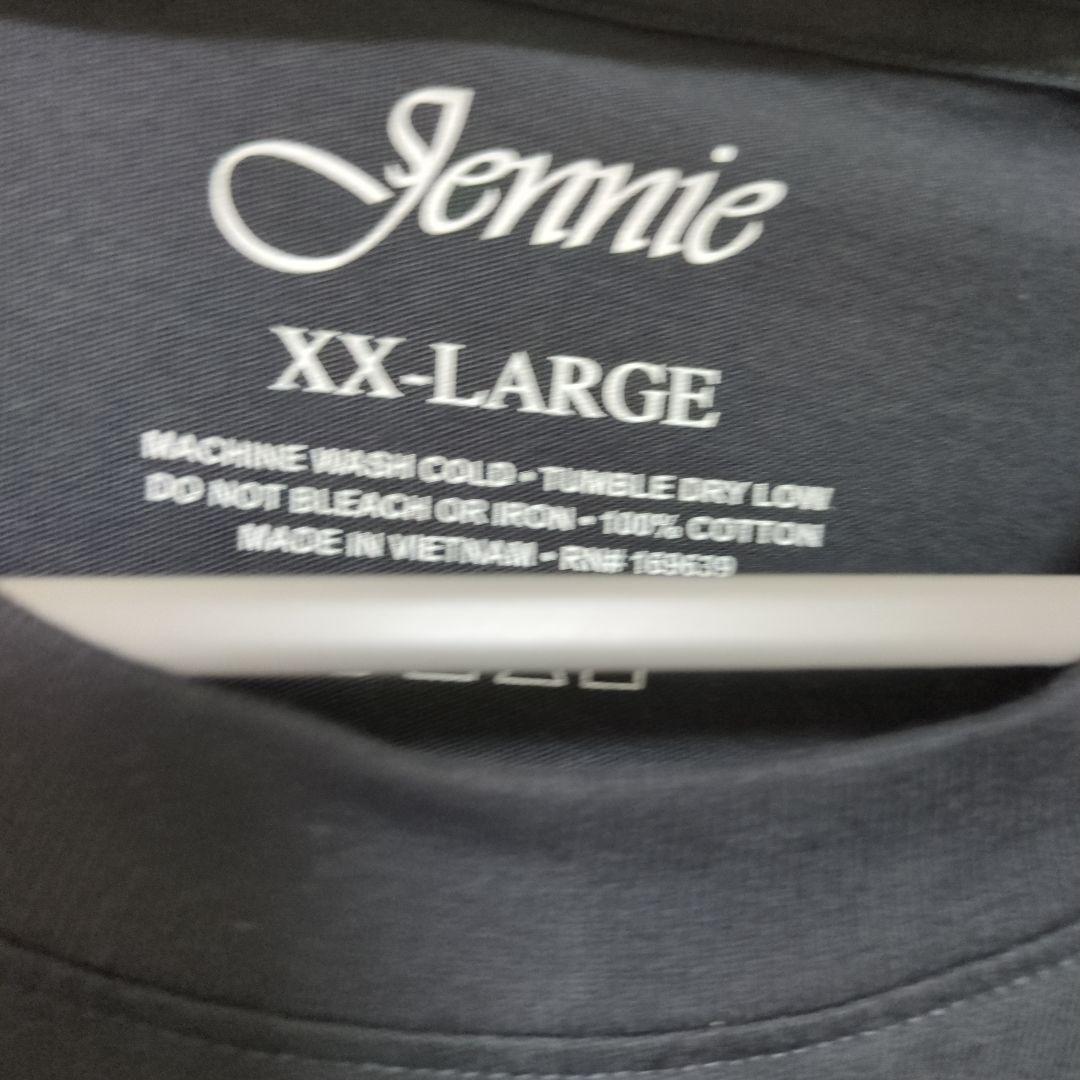 Jennie
XX-LARGE
MACHINE WASH COLD - TUMBLE DRY LOW
DO NOT BLEACH OR IRON - 100% COTTON
MADE IN VIETNAM - RN# 169639